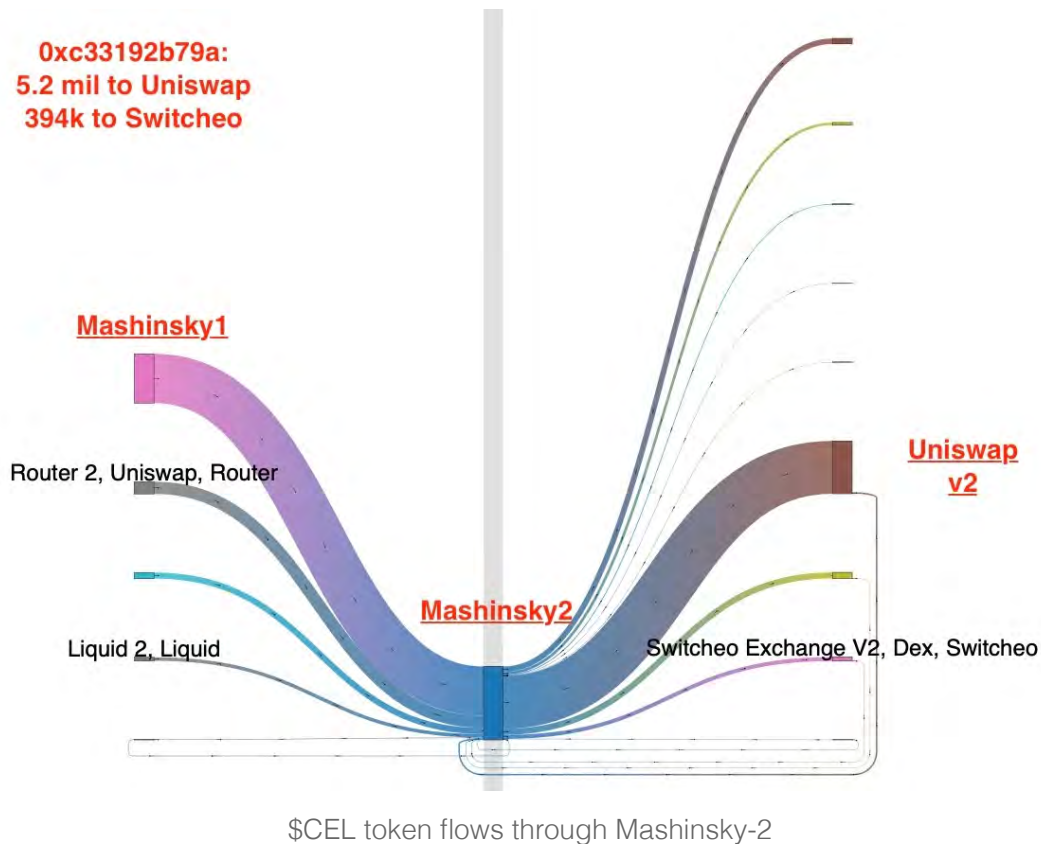 0xc33192b79a:
5.2 mil to Uniswap
394k to Switcheo
Mashinsky1
Router 2, Uniswap, Router
Uniswap
v2
Mashinsky2
Liquid 2, Liquid
Switcheo Exchange V2, Dex, Switcheo
$CEL token flows through Mashinsky-2